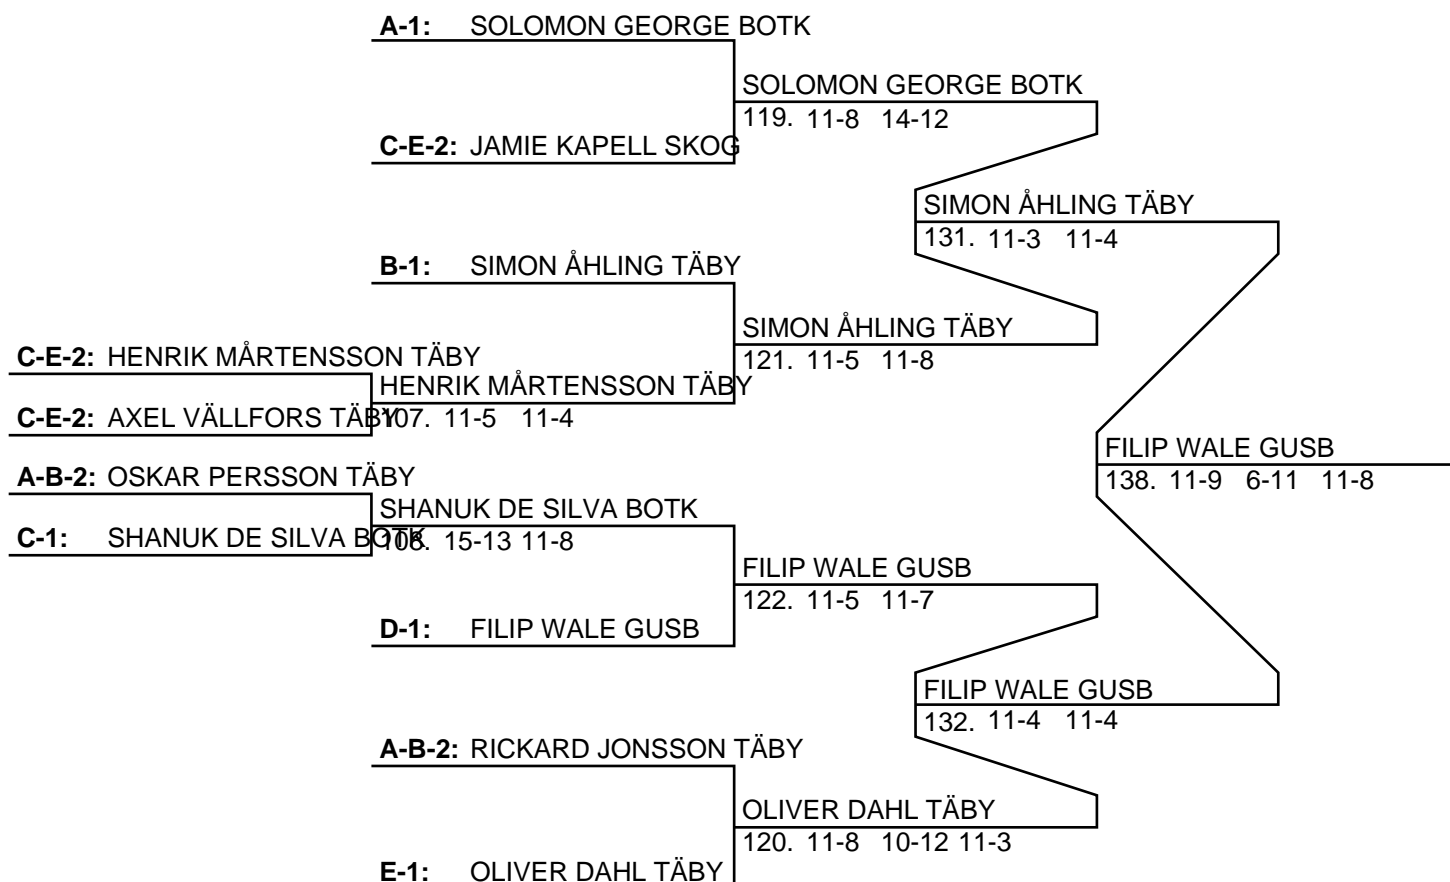 A-1: SOLOMON GEORGE BOTK
SOLOMON GEORGE BOTK
119. 11-8 14-12
C-E-2: JAMIE KAPELL SKOG
SIMON ÅHLING TÄBY
131. 11-3 11-4
B-1: SIMON ÅHLING TÄBY
SIMON ÅHLING TÄBY
121. 11-5 11-8
C-E-2: HENRIK MÅRTENSSON TÄBY
HENRIK MÅRTENSSON TÄBY
107. 11-5 11-4
C-E-2: AXEL VÄLLFORS TÄBY
FILIP WALE GUSB
138. 11-9 6-11 11-8
A-B-2: OSKAR PERSSON TÄBY
SHANUK DE SILVA BOTK
108. 15-13 11-8
C-1: SHANUK DE SILVA BOTK
FILIP WALE GUSB
122. 11-5 11-7
D-1: FILIP WALE GUSB
FILIP WALE GUSB
132. 11-4 11-4
A-B-2: RICKARD JONSSON TÄBY
OLIVER DAHL TÄBY
120. 11-8 10-12 11-3
E-1: OLIVER DAHL TÄBY